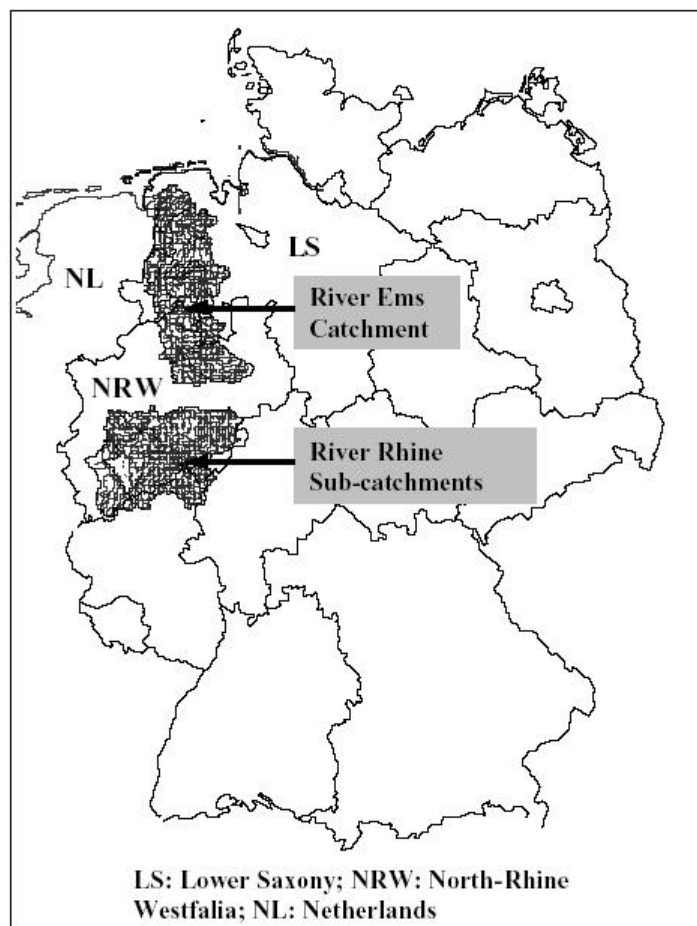 LS
NL
River Ems
Catchment
NRW
River Rhine
Sub-catchments
LS: Lower Saxony; NRW: North-Rhine
Westfalia; NL: Netherlands